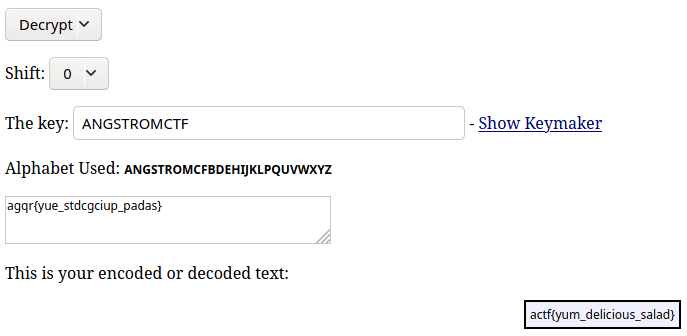 Decrypt
Shift: 0
The key: ANGSTROMCTF - Show Keymaker
Alphabet Used: ANGSTROMCFBDEHIJKLPQUVWXYZ
agqr{yue_stdcgciup_padas}
This is your encoded or decoded text:
actf{yum_delicious_salad}